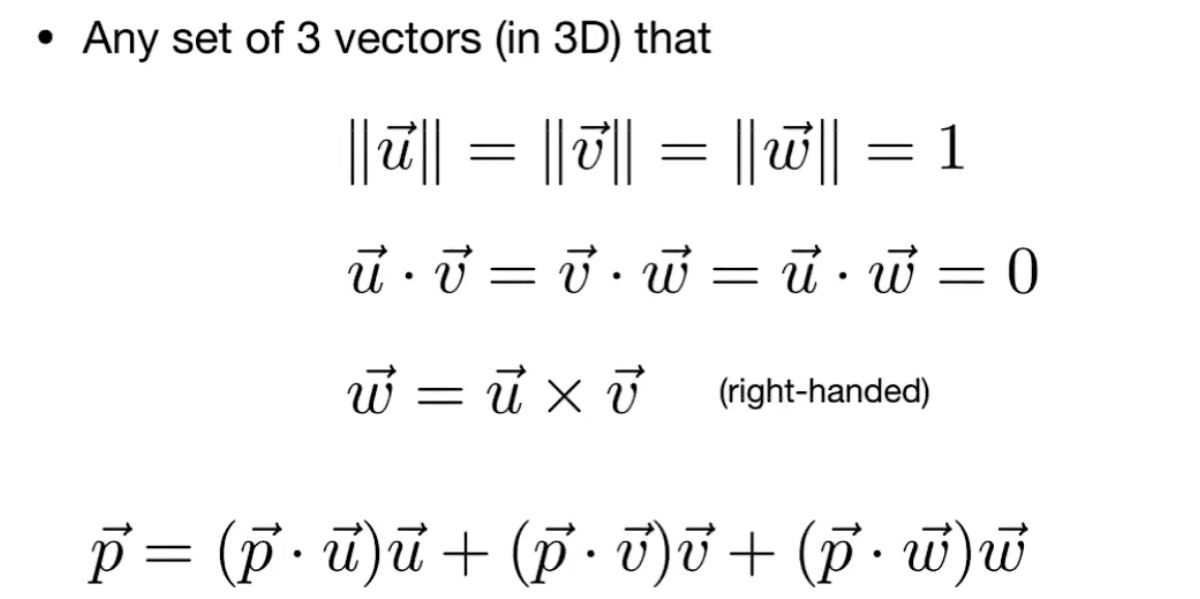 • Any set of 3 vectors (in 3D) that
‖u⃗‖ = ‖v⃗‖ = ‖w⃗‖ = 1
u⃗ · v⃗ = v⃗ · w⃗ = u⃗ · w⃗ = 0
w⃗ = u⃗ × v⃗ (right-handed)
p⃗ = (p⃗ · u⃗)u⃗ + (p⃗ · v⃗)v⃗ + (p⃗ · w⃗)w⃗